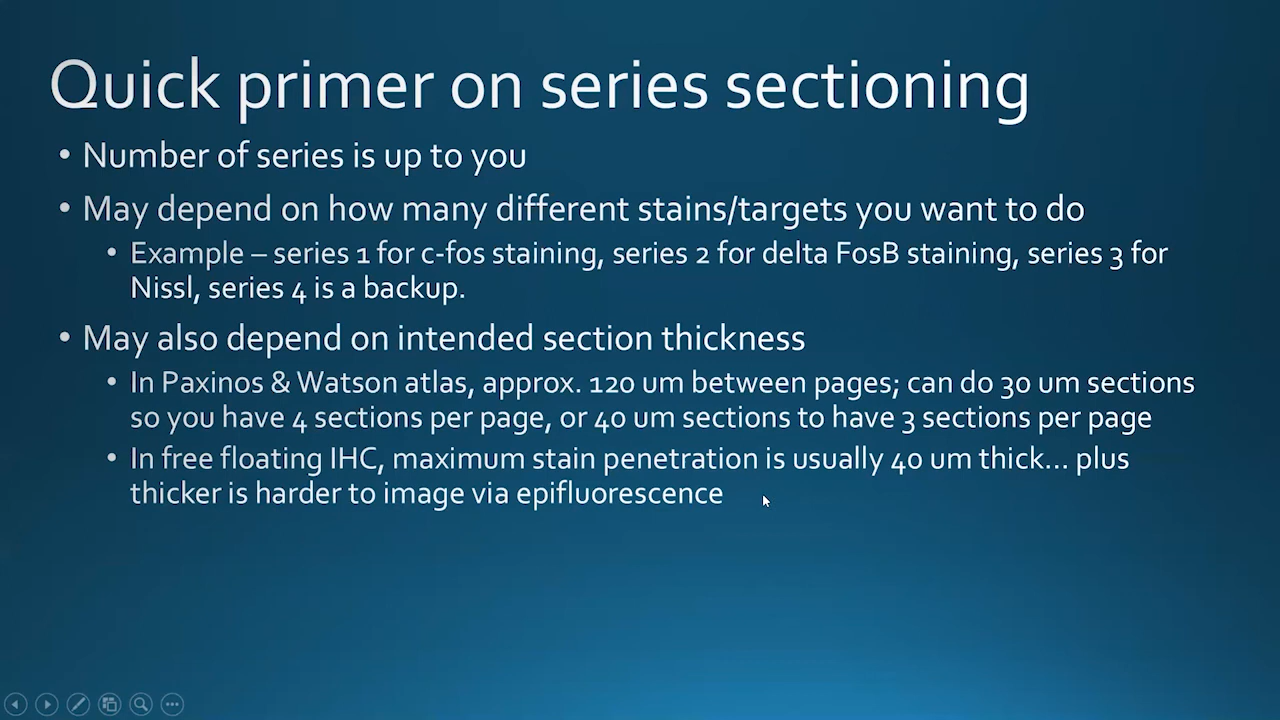 Quick primer on series sectioning
• Number of series is up to you
• May depend on how many different stains/targets you want to do
• Example – series 1 for c-fos staining, series 2 for delta FosB staining, series 3 for
Nissl, series 4 is a backup.
• May also depend on intended section thickness
• In Paxinos & Watson atlas, approx. 120 um between pages; can do 30 um sections
so you have 4 sections per page, or 40 um sections to have 3 sections per page
• In free floating IHC, maximum stain penetration is usually 40 um thick... plus
thicker is harder to image via epifluorescence